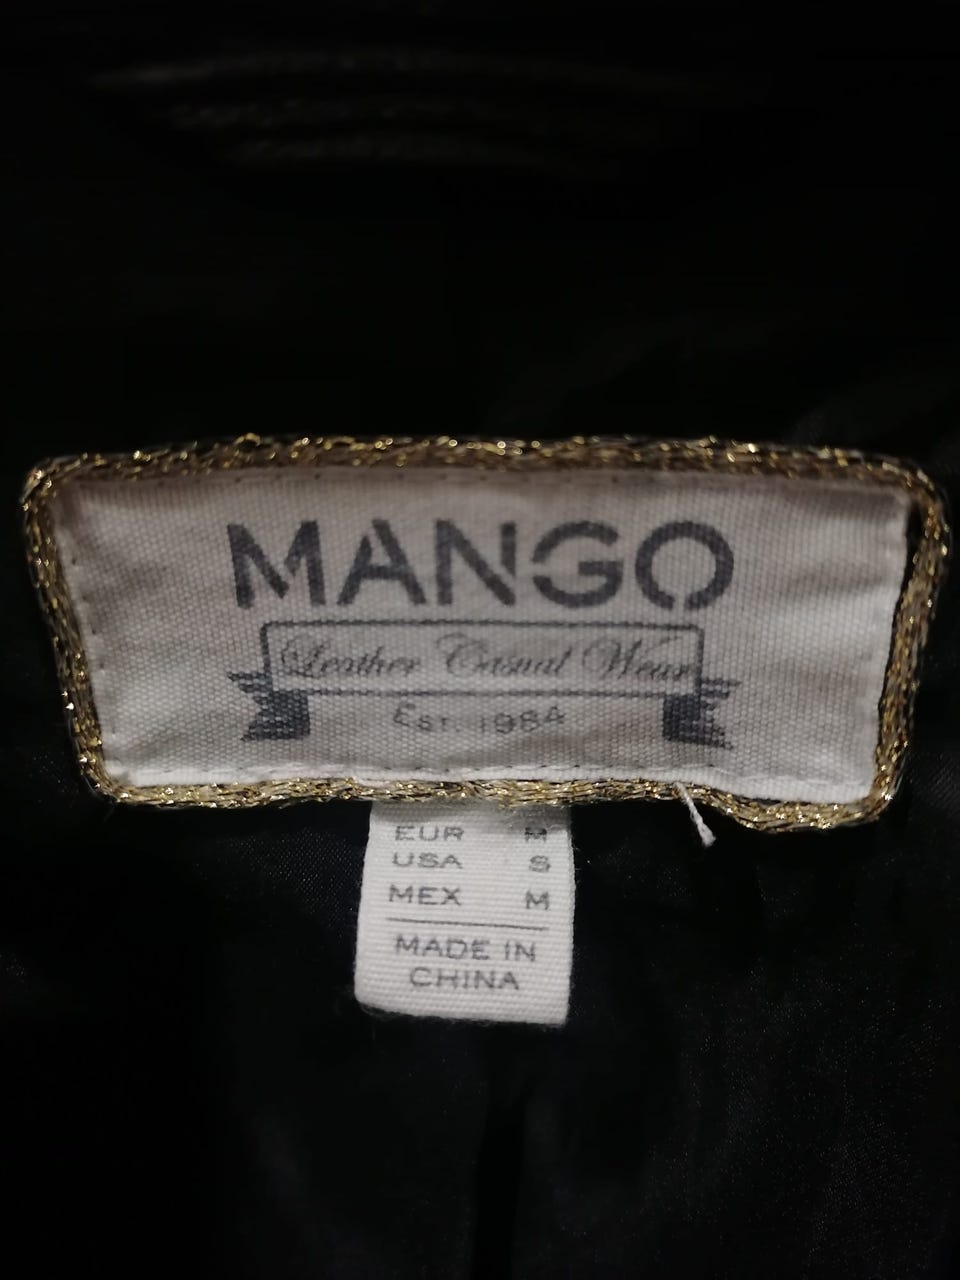 MANGO
Leather Casual Wear
EST. 1984
EUR M
USA S
MEX M
MADE IN
CHINA